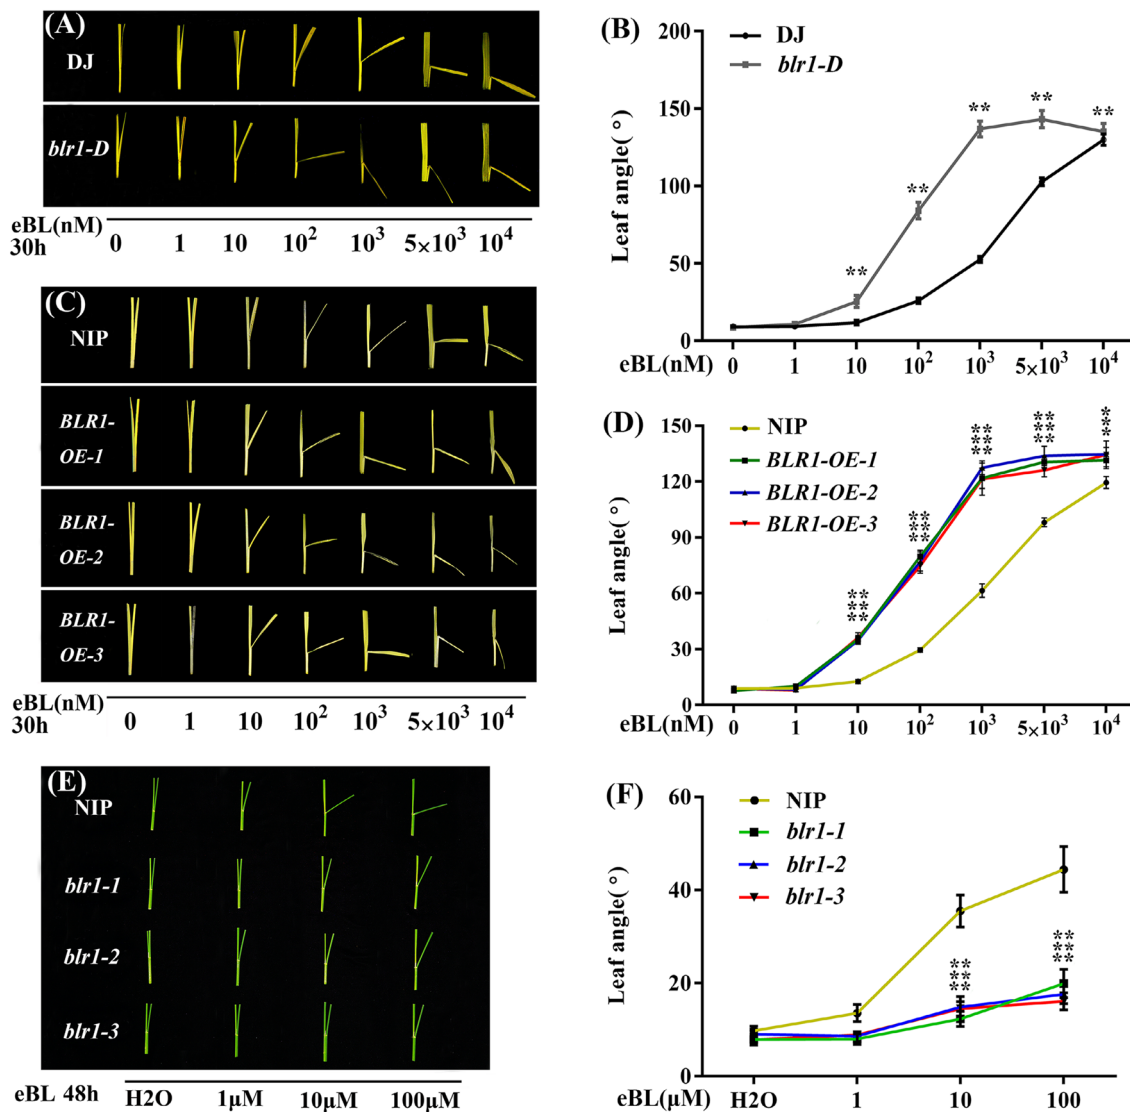 (A)
DJ
blr1-D
eBL(nM)
30h
0 1 10 10² 10³ 5×10³ 10⁴
(B)
DJ
blr1-D
Leaf angle(°)
200
150
100
50
0
** ** ** ** **
eBL(nM) 0 1 10 10² 10³ 5×10³ 10⁴
(C)
NIP
BLR1-
OE-1
BLR1-
OE-2
BLR1-
OE-3
eBL(nM)
30h
0 1 10 10² 10³ 5×10³ 10⁴
(D)
NIP
BLR1-OE-1
BLR1-OE-2
BLR1-OE-3
Leaf angle(°)
150
120
90
60
30
0
** ** ** ** *
** ** ** ** **
** ** ** ** **
eBL(nM) 0 1 10 10² 10³ 5×10³ 10⁴
(E)
NIP
blr1-1
blr1-2
blr1-3
eBL 48h H2O 1μM 10μM 100μM
(F)
NIP
blr1-1
blr1-2
blr1-3
Leaf angle(°)
60
40
20
0
** **
** **
** **
eBL(μM) H2O 1 10 100